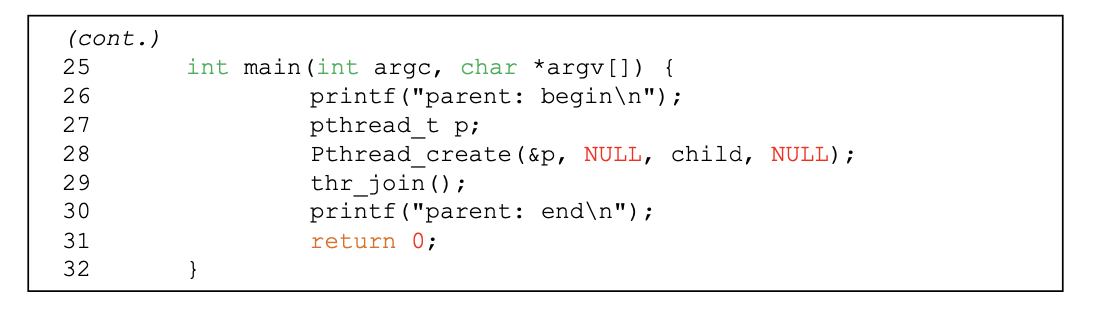 (cont.)
25 int main(int argc, char *argv[]) {
26 printf("parent: begin\n");
27 pthread_t p;
28 Pthread_create(&p, NULL, child, NULL);
29 thr_join();
30 printf("parent: end\n");
31 return 0;
32 }